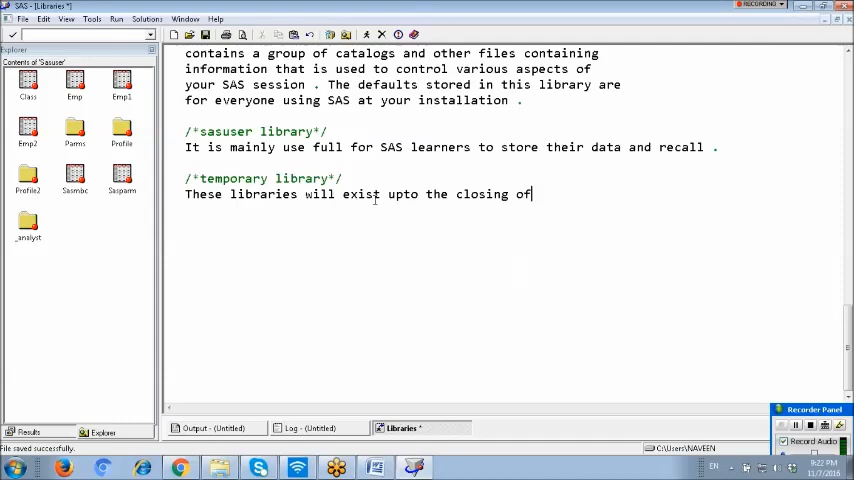 SAS - [Libraries *]
RECORDING
File Edit View Tools Run Solutions Window Help
Explorer
Contents of 'Sasuser'
Class Emp Emp1
Emp2 Parms Profile
Profile2 Sasmbc Sasparm
_analyst
contains a group of catalogs and other files containing
information that is used to control various aspects of
your SAS session . The defaults stored in this library are
for everyone using SAS at your installation .
/*sasuser library*/
It is mainly use full for SAS learners to store their data and recall .
/*temporary library*/
These libraries will exist upto the closing of
Results Explorer
Output - (Untitled) Log - (Untitled) Libraries *
File saved successfully.
C:\Users\NAVEEN
Recorder Panel
Record Audio
EN
9:22 PM
11/7/2016